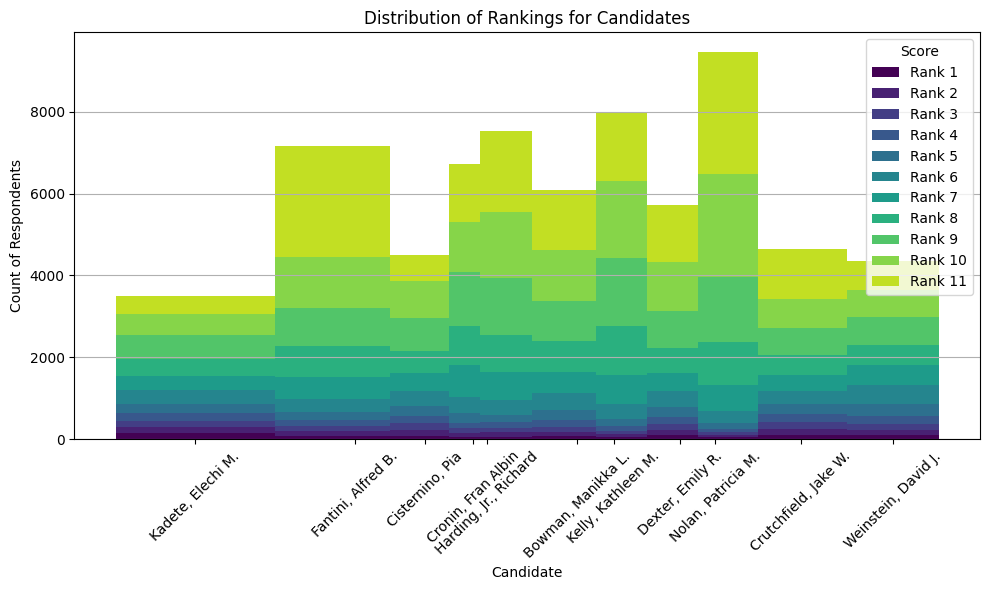 Distribution of Rankings for Candidates
Count of Respondents
8000
6000
4000
2000
0
Score
Rank 1
Rank 2
Rank 3
Rank 4
Rank 5
Rank 6
Rank 7
Rank 8
Rank 9
Rank 10
Rank 11
Kadete, Elechi M.
Fantini, Alfred B.
Cisternino, Pia
Cronin, Fran Albin
Harding, Jr., Richard
Bowman, Manikka L.
Kelly, Kathleen M.
Dexter, Emily R.
Nolan, Patricia M.
Crutchfield, Jake W.
Weinstein, David J.
Candidate